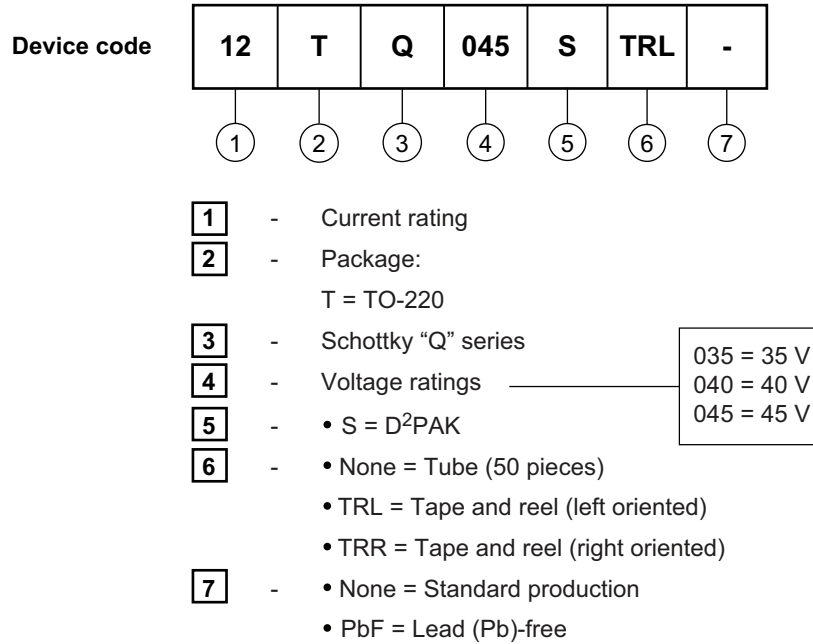 Device code 12 T Q 045 S TRL -
1 2 3 4 5 6 7
1 - Current rating
2 - Package:
T = TO-220
3 - Schottky “Q” series
4 - Voltage ratings
035 = 35 V
040 = 40 V
045 = 45 V
5 - • S = D2PAK
6 - • None = Tube (50 pieces)
• TRL = Tape and reel (left oriented)
• TRR = Tape and reel (right oriented)
7 - • None = Standard production
• PbF = Lead (Pb)-free